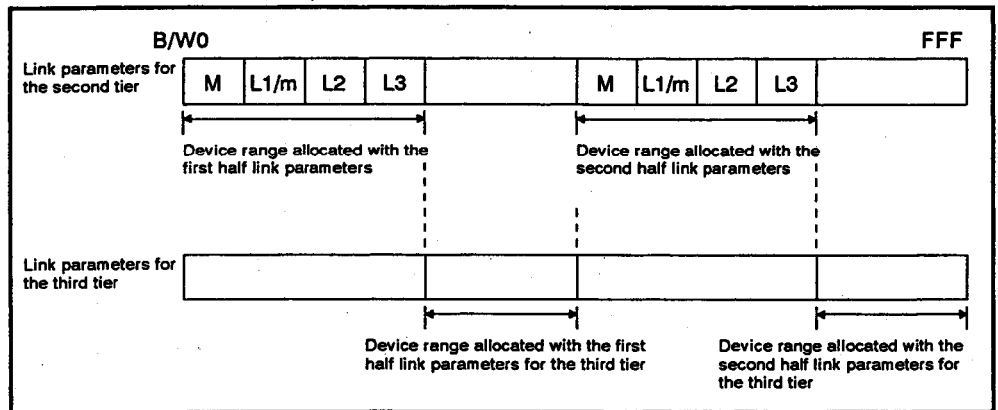 B/W0 FFF
Link parameters for
the second tier
M L1/m L2 L3 M L1/m L2 L3
Device range allocated with the
first half link parameters
Device range allocated with the
second half link parameters
Link parameters for
the third tier
Device range allocated with the first
half link parameters for the third tier
Device range allocated with the
second half link parameters for
the third tier